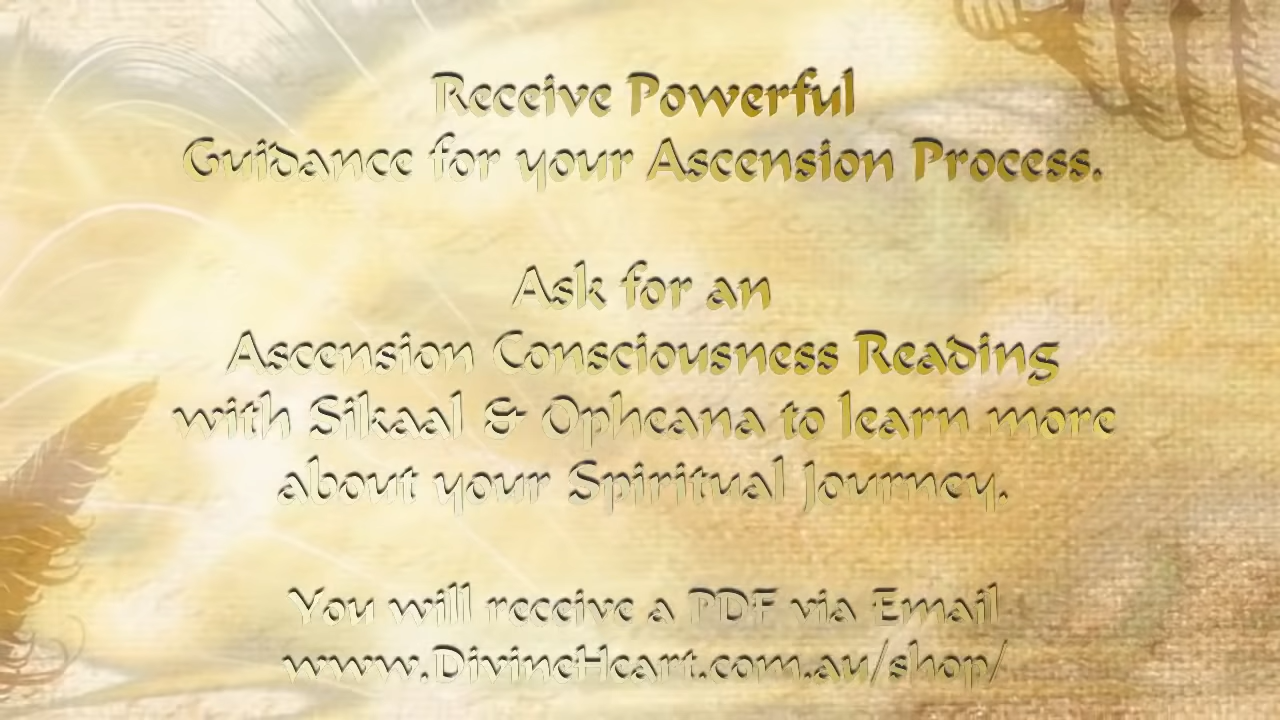 Receive Powerful
Guidance for your Ascension Process.
Ask for an
Ascension Consciousness Reading
with Sikaal & Opheana to learn more
about your Spiritual Journey.
You will receive a PDF via Email
www.DivineHeart.com.au/shop/